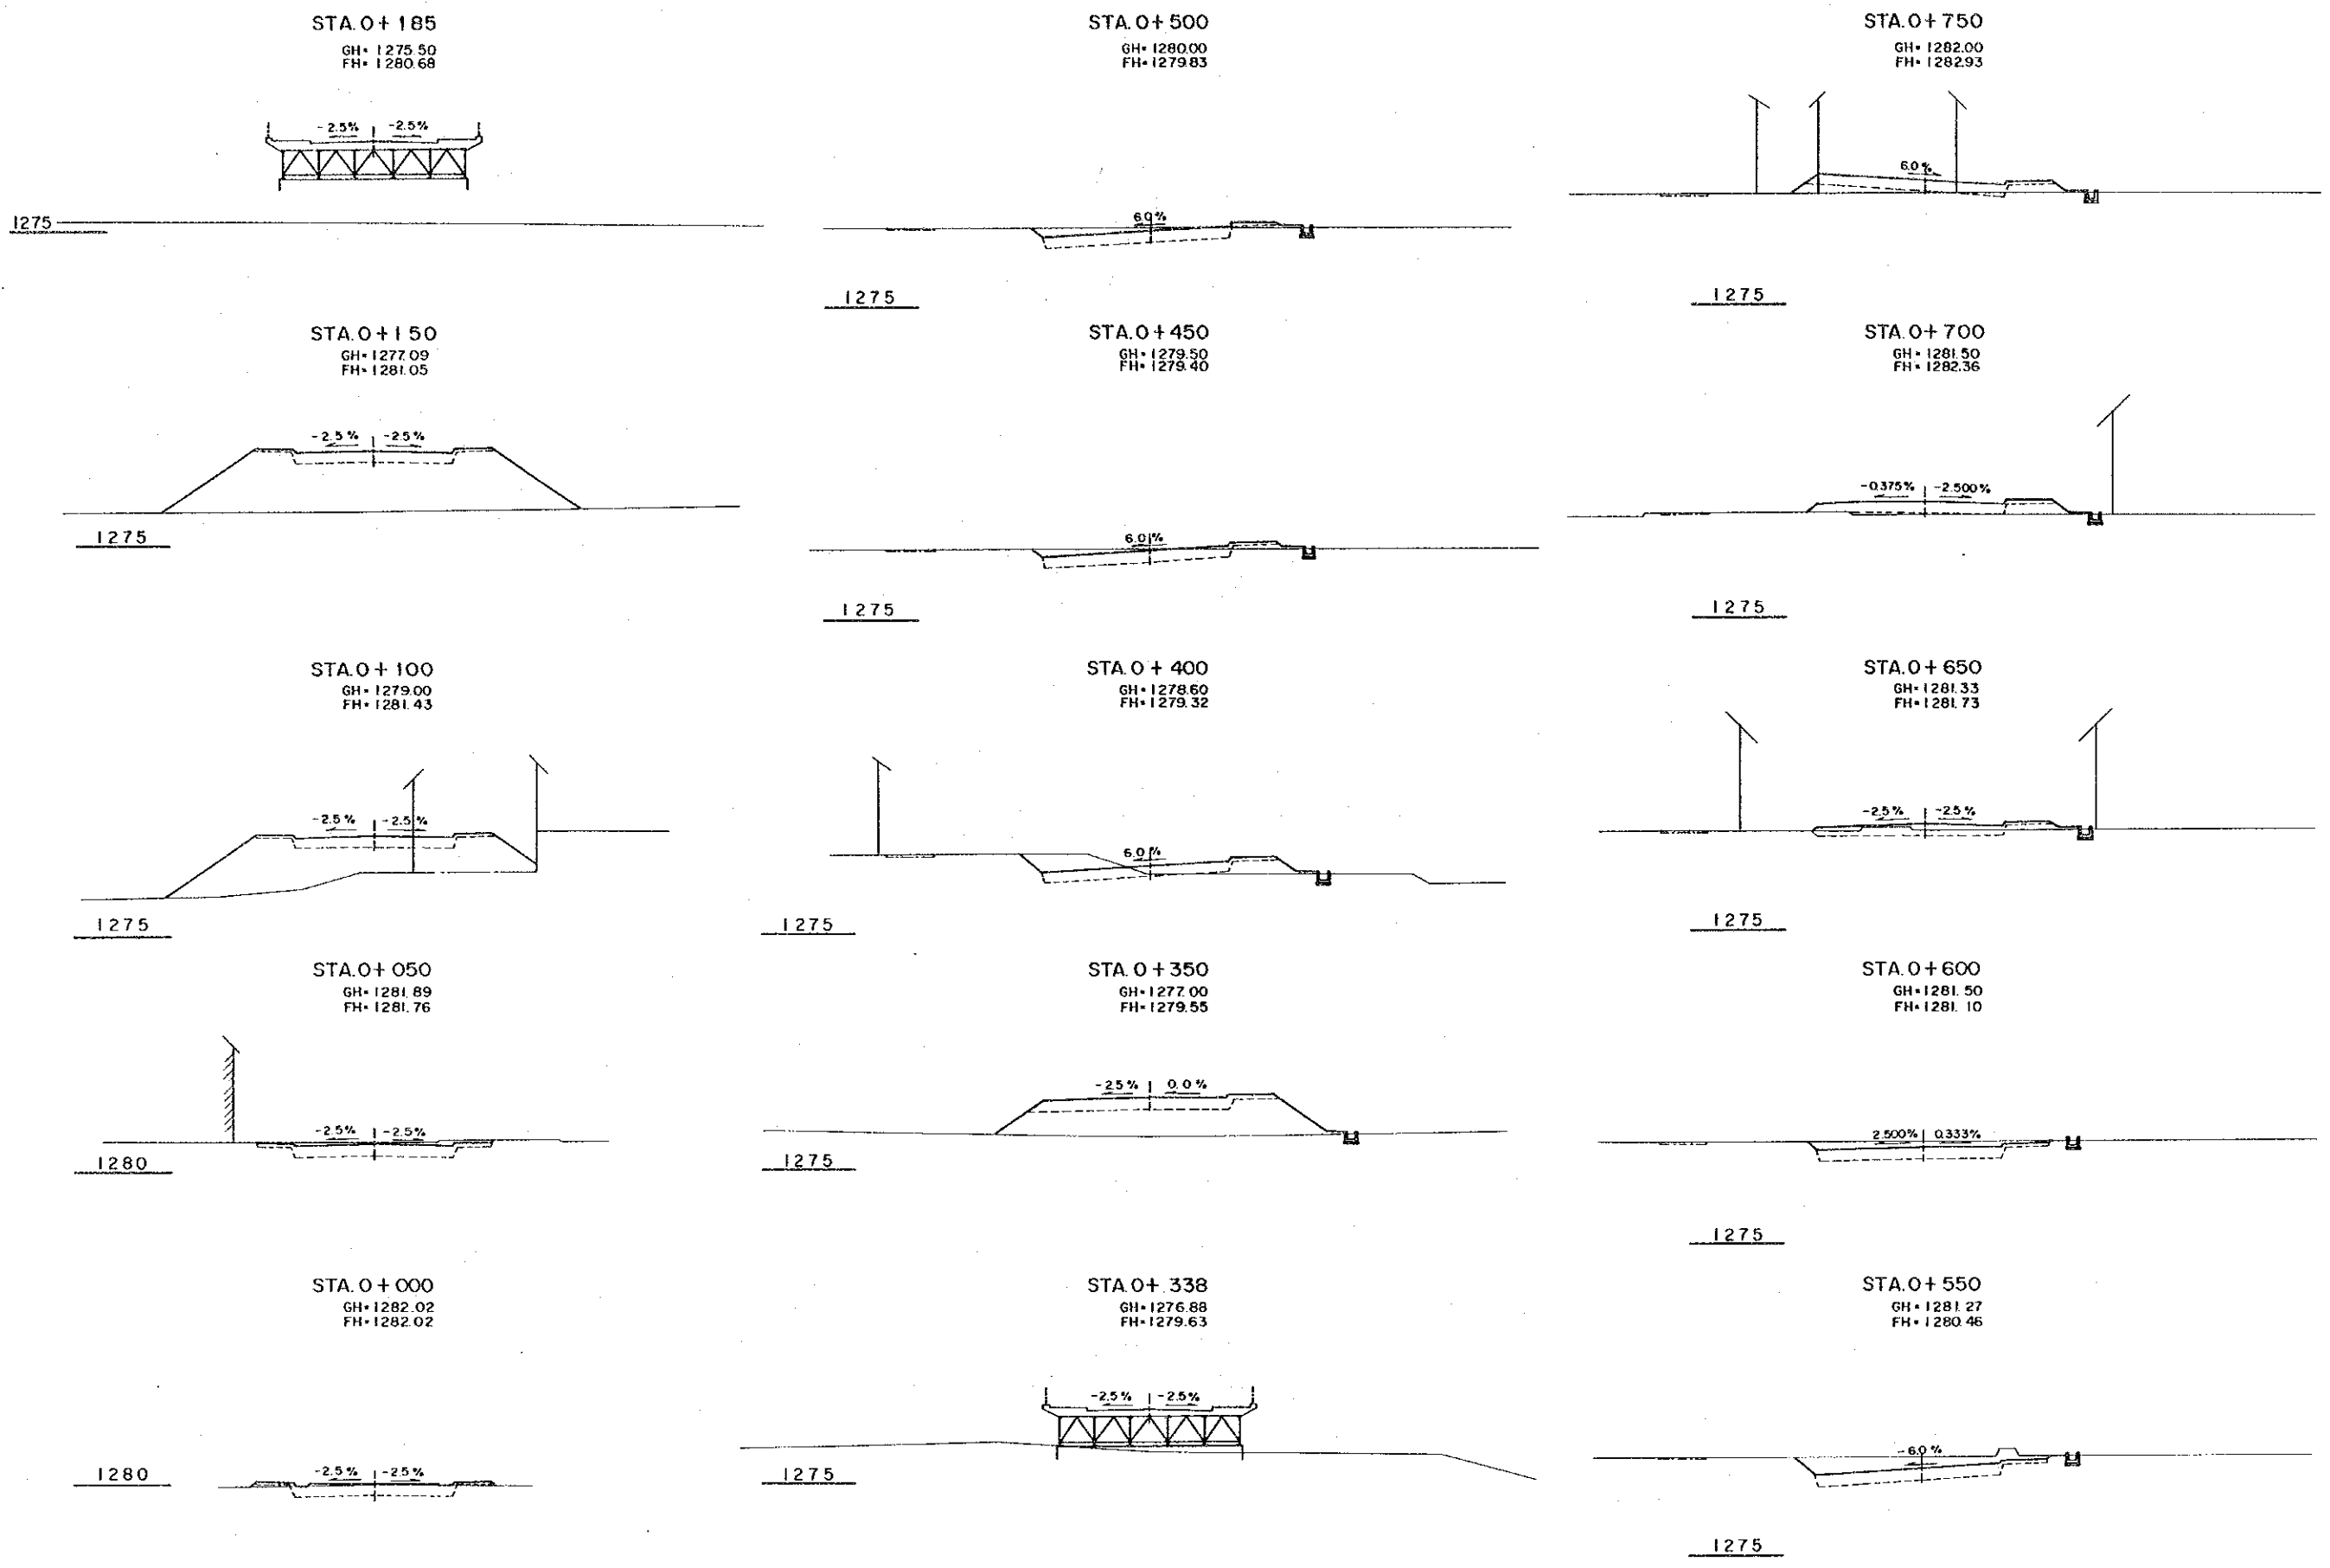 STA. 0+185
GH= 1275.50
FH= 1280.68
-2.5% -2.5%
1275
STA. 0+150
GH= 1277.09
FH= 1281.05
-2.5% -2.5%
1275
STA. 0+100
GH= 1279.00
FH= 1281.43
-2.5% -2.5%
1275
STA. 0+050
GH= 1281.89
FH= 1281.76
-2.5% -2.5%
1280
STA. 0+000
GH= 1282.02
FH= 1282.02
-2.5% -2.5%
1280
STA. 0+500
GH= 1280.00
FH= 1279.83
6.0%
1275
STA. 0+450
GH= 1279.50
FH= 1279.40
6.0%
1275
STA. 0+400
GH= 1278.60
FH= 1279.32
6.0%
1275
STA. 0+350
GH= 1277.00
FH= 1279.55
-2.5% 0.0%
1275
STA. 0+338
GH= 1276.88
FH= 1279.63
-2.5% -2.5%
1275
STA. 0+750
GH= 1282.00
FH= 1282.93
6.0%
1275
STA. 0+700
GH= 1281.50
FH= 1282.36
-0.375% -2.500%
1275
STA. 0+650
GH= 1281.33
FH= 1281.73
-2.5% -2.5%
1275
STA. 0+600
GH= 1281.50
FH= 1281.10
2.500% 0.333%
1275
STA. 0+550
GH= 1281.27
FH= 1280.46
-6.0%
1275